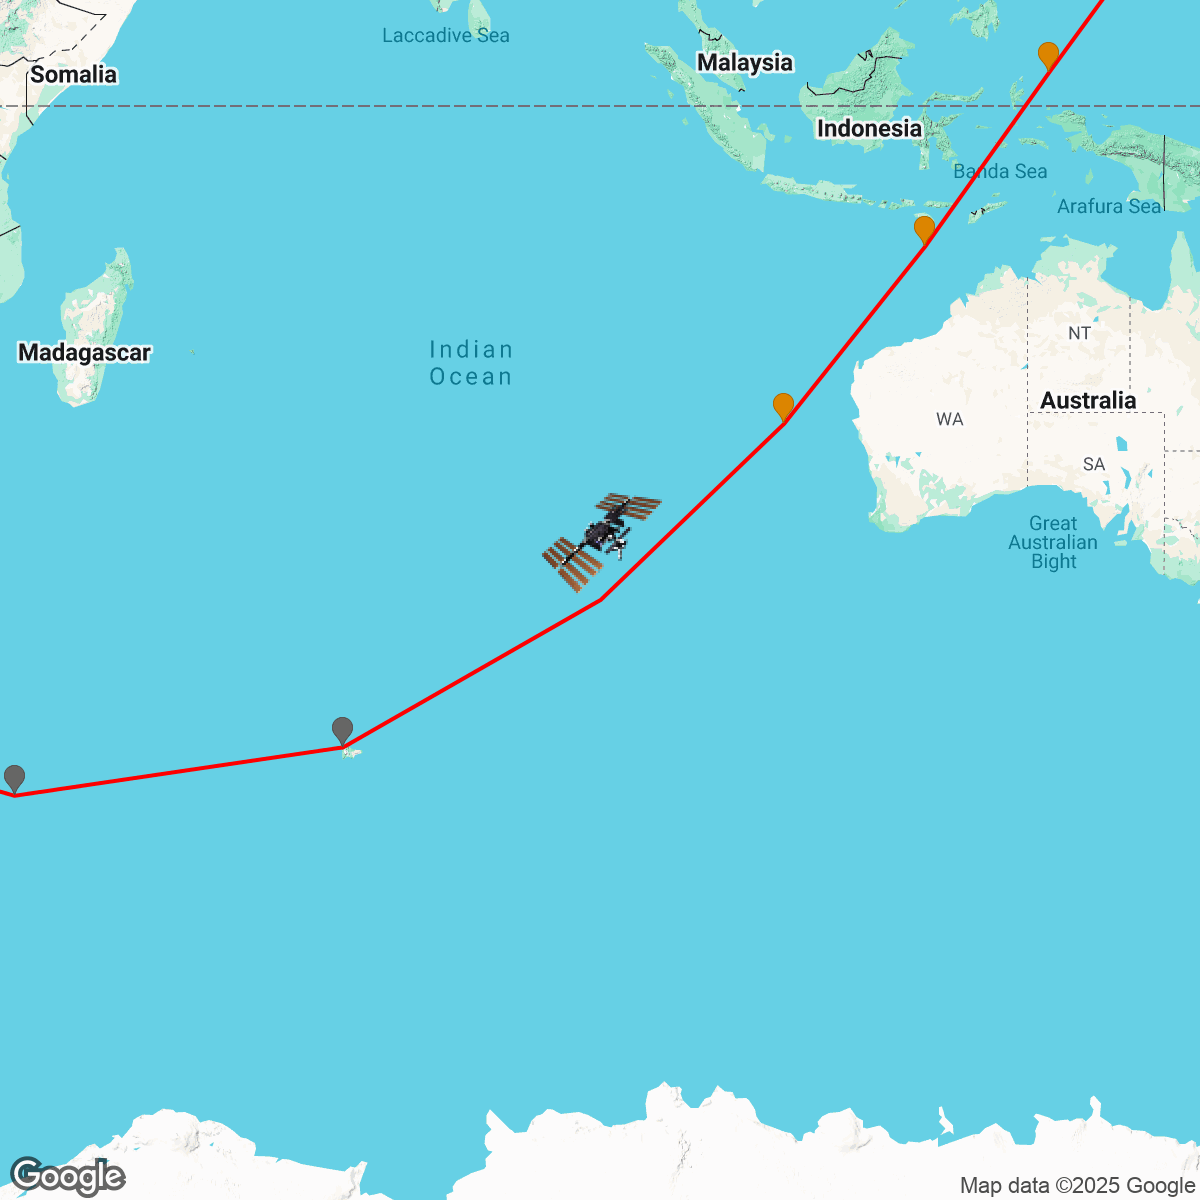 Laccadive Sea
Somalia
Malaysia
Indonesia
Banda Sea
Arafura Sea
Madagascar
Indian
Ocean
NT
Australia
WA
SA
Great
Australian
Bight
Google
Map data ©2025 Google